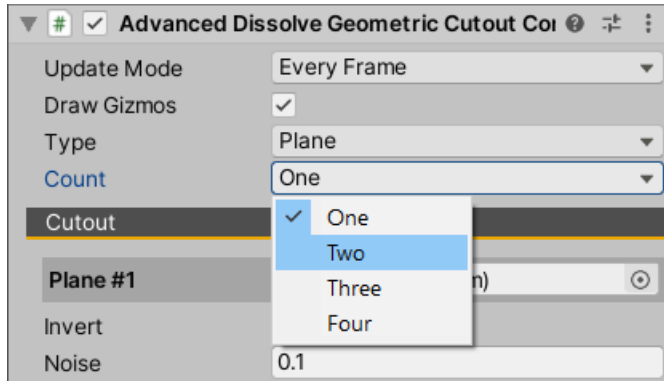 # Advanced Dissolve Geometric Cutout Co
Update Mode Every Frame
Draw Gizmos
Type Plane
Count One
Cutout
One
Two
Plane #1 n)
Three
Invert
Four
Noise 0.1